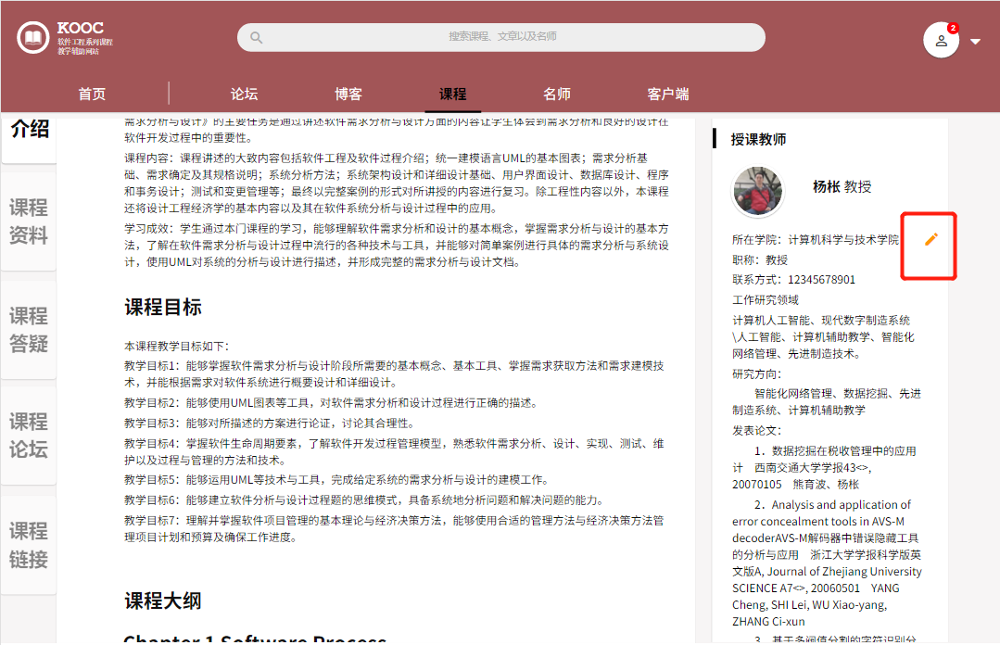 KOOC
软件工程系列课程
教学辅助网站
搜索课程、文章以及名师
2
首页
论坛
博客
课程
名师
客户端
介绍
课程
资料
课程
答疑
课程
论坛
课程
链接
需求分析与设计》的主要任务是通过讲述软件需求分析与设计方面的内容让学生体会到需求分析和良好的设计在
软件开发过程中的重要性。
课程内容：课程讲述的大致内容包括软件工程及软件过程介绍；统一建模语言UML的基本图表；需求分析基
础、需求确定及其规格说明；系统分析方法；系统架构设计和详细设计基础、用户界面设计、数据库设计、程序
和事务设计；测试和变更管理等；最终以完整案例的形式对所讲授的内容进行复习。除工程性内容以外，本课程
还将设计工程经济学的基本内容以及其在软件系统分析与设计过程中的应用。
学习成效：学生通过本门课程的学习，能够理解软件需求分析和设计的基本概念，掌握需求分析与设计的基本方
法，了解在软件需求分析与设计过程中流行的各种技术与工具，并能够对简单案例进行具体的需求分析与系统设
计，使用UML对系统的分析与设计进行描述，并形成完整的需求分析与设计文档。
课程目标
本课程教学目标如下：
教学目标1：能够掌握软件需求分析与设计阶段所需要的基本概念、基本工具、掌握需求获取方法和需求建模技
术，并能根据需求对软件系统进行概要设计和详细设计。
教学目标2：能够使用UML图表等工具，对软件需求分析和设计过程进行正确的描述。
教学目标3：能够对所描述的方案进行论证，讨论其合理性。
教学目标4：掌握软件生命周期要素，了解软件开发过程管理模型，熟悉软件需求分析、设计、实现、测试、维
护以及过程与管理的方法和技术。
教学目标5：能够运用UML等技术与工具，完成给定系统的需求分析与设计的建模工作。
教学目标6：能够建立软件分析与设计过程题的思维模式，具备系统地分析问题和解决问题的能力。
教学目标7：理解并掌握软件项目管理的基本理论与经济决策方法，能够使用合适的管理方法与经济决策方法管
理项目计划和预算及确保工作进度。
课程大纲
Chapter 1 Software Process
授课教师
杨枨 教授
所在学院：计算机科学与技术学院
职称：教授
联系方式：12345678901
工作研究领域
计算机人工智能、现代数字制造系统
\人工智能、计算机辅助教学、智能化
网络管理、先进制造技术。
研究方向：
智能化网络管理、数据挖掘、先进
制造系统、计算机辅助教学
发表论文：
1．数据挖掘在税收管理中的应用
计 西南交通大学学报43<>,
20070105 熊育波、杨枨
2．Analysis and application of
error concealment tools in AVS-M
decoderAVS-M解码器中错误隐藏工具
的分析与应用 浙江大学学报科学版英
文版A, Journal of Zhejiang University
SCIENCE A7<>, 20060501 YANG
Cheng, SHI Lei, WU Xiao-yang,
ZHANG Ci-xun
3．基于多阈值分割的字符识别分